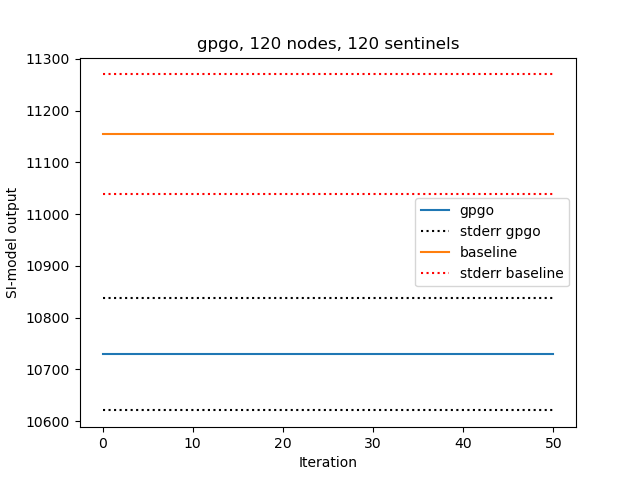 gpgo, 120 nodes, 120 sentinels
SI-model output
11300
11200
11100
11000
10900
10800
10700
10600
gpgo
stderr gpgo
baseline
stderr baseline
0
10
20
30
40
50
Iteration